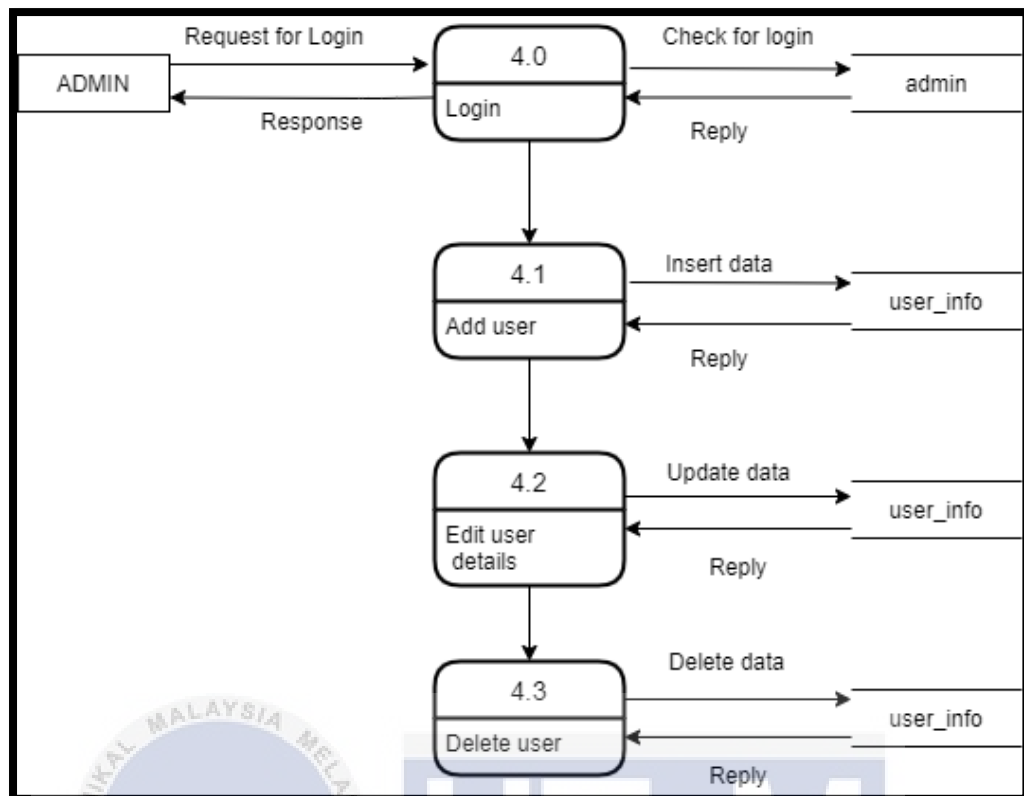 Request for Login
4.0
Check for login
ADMIN
Login
admin
Response
Reply
4.1
Insert data
Add user
user_info
Reply
4.2
Update data
Edit user
details
user_info
Reply
4.3
Delete data
Delete user
user_info
Reply
MALAYSIA